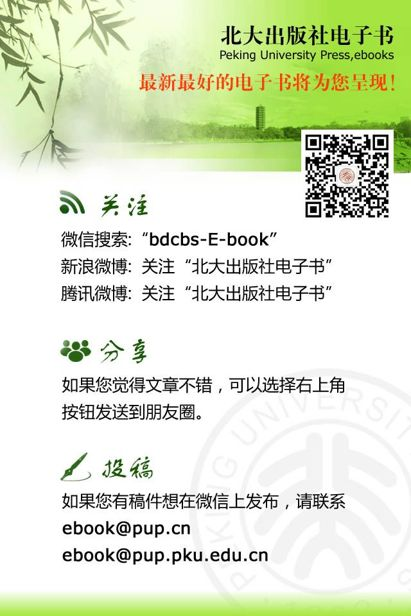 北大出版社电子书
Peking University Press,ebooks
最新最好的电子书将为您呈现!
关注
微信搜索:“bdcbs-E-book”
新浪微博: 关注“北大出版社电子书”
腾讯微博: 关注“北大出版社电子书”
分享
如果您觉得文章不错，可以选择右上角
按钮发送到朋友圈。
投稿
如果您有稿件想在微信上发布，请联系
ebook@pup.cn
ebook@pup.pku.edu.cn
PEKING UNIVERSITY